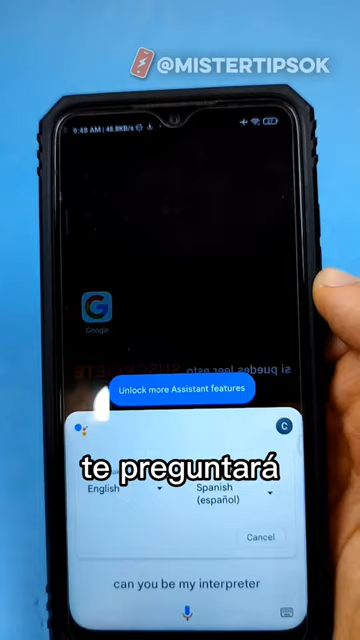 @MISTERTIPSOK
9:48 AM | 48.8KB/s
Google
si puedes leer esto SUSCRIBETE
Unlock more Assistant features
C
te preguntará
English
Spanish
(español)
Cancel
can you be my interpreter